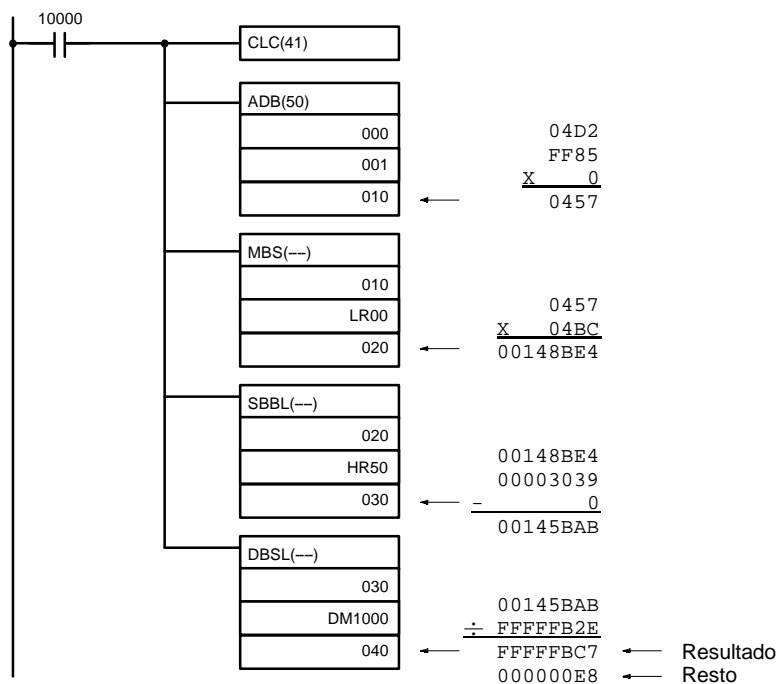 10000
CLC(41)
ADB(50)
000
001
010
04D2
FF85
X 0
0457
MBS(---)
010
LR00
020
0457
X 04BC
00148BE4
SBBL(---)
020
HR50
030
00148BE4
00003039
- 0
00145BAB
DBSL(---)
030
DM1000
040
00145BAB
÷ FFFFFB2E
FFFFFBC7 Resultado
000000E8 Resto